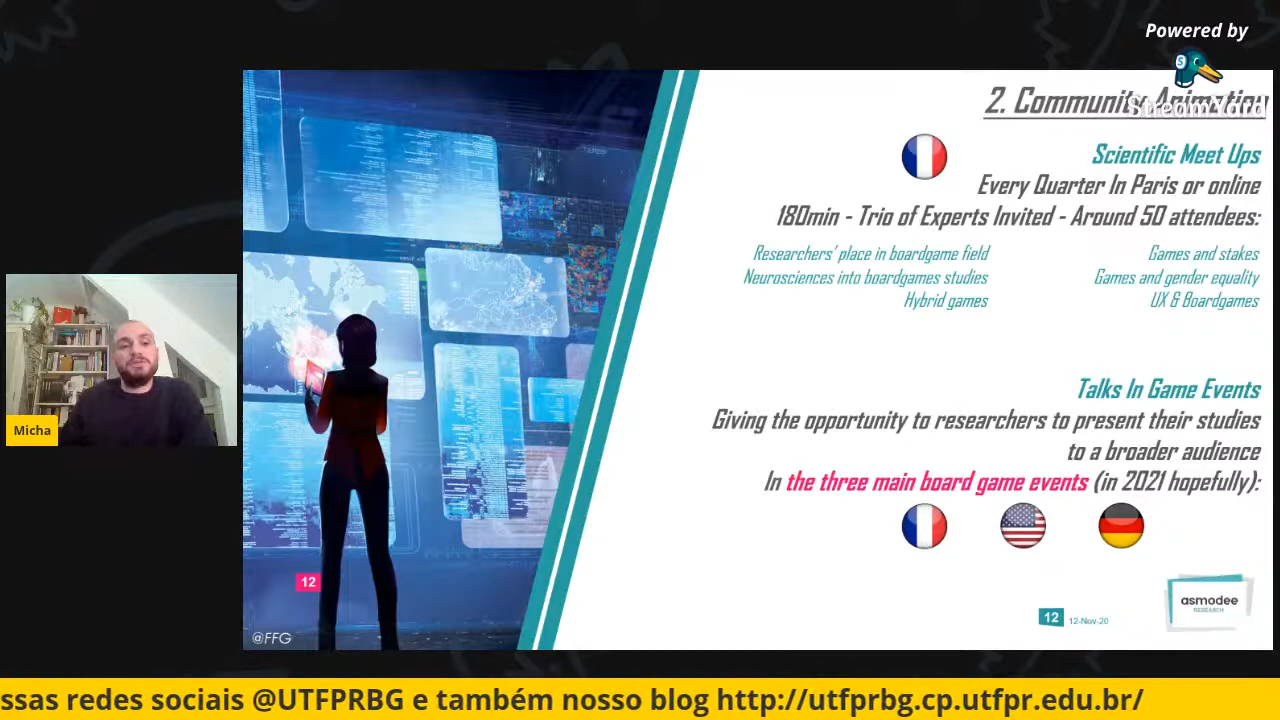 Powered by
StreamYard
2. Community Animation
Scientific Meet Ups
Every Quarter In Paris or online
180min - Trio of Experts Invited - Around 50 attendees:
Researchers' place in boardgame field
Neurosciences into boardgames studies
Hybrid games
Games and stakes
Games and gender equality
UX & Boardgames
Talks In Game Events
Giving the opportunity to researchers to present their studies
to a broader audience
In the three main board game events (in 2021 hopefully):
Micha
12
@FFG
12
12-Nov-20
asmodee
RESEARCH
ssas redes sociais @UTFPRBG e também nosso blog http://utfprbg.cp.utfpr.edu.br/